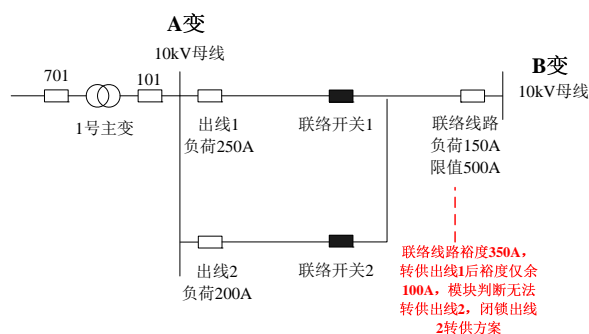 A变
10kV母线
701
101
1号主变
出线1
负荷250A
联络开关1
B变
10kV母线
联络线路
负荷150A
限值500A
出线2
负荷200A
联络开关2
联络线路裕度350A，
转供出线1后裕度仅余
100A，模块判断无法
转供出线2，闭锁出线
2转供方案